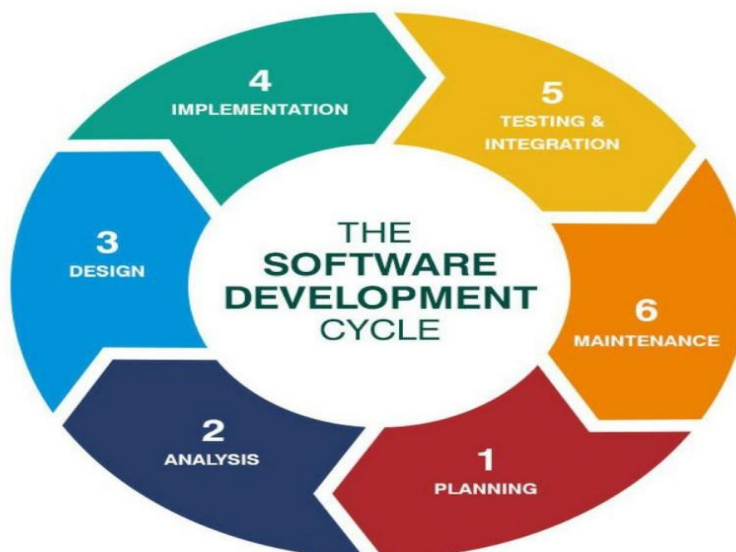 THE
SOFTWARE
DEVELOPMENT
CYCLE
1
PLANNING
2
ANALYSIS
3
DESIGN
4
IMPLEMENTATION
5
TESTING &
INTEGRATION
6
MAINTENANCE